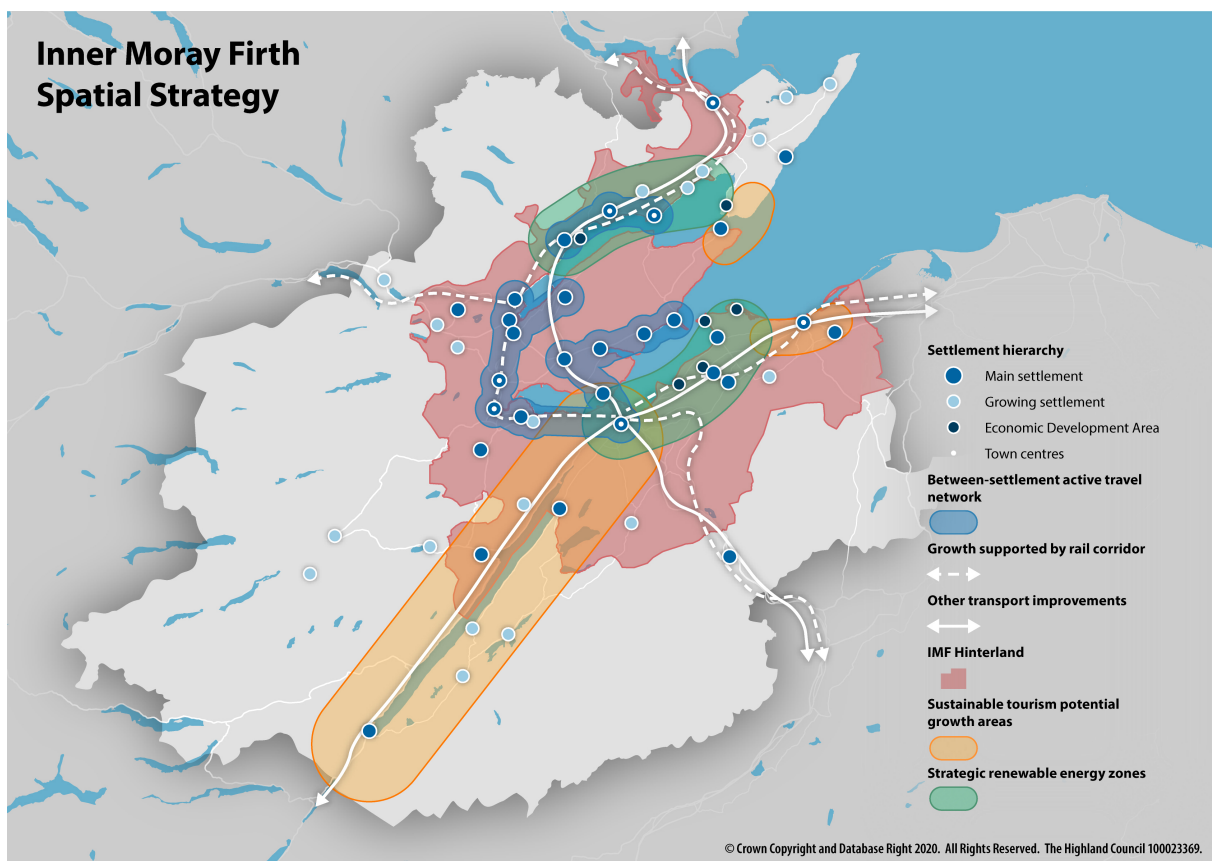 Inner Moray Firth
Spatial Strategy
Settlement hierarchy
Main settlement
Growing settlement
Economic Development Area
Town centres
Between-settlement active travel
network
Growth supported by rail corridor
Other transport improvements
IMF Hinterland
Sustainable tourism potential
growth areas
Strategic renewable energy zones
© Crown Copyright and Database Right 2020.  All Rights Reserved.  The Highland Council 100023369.